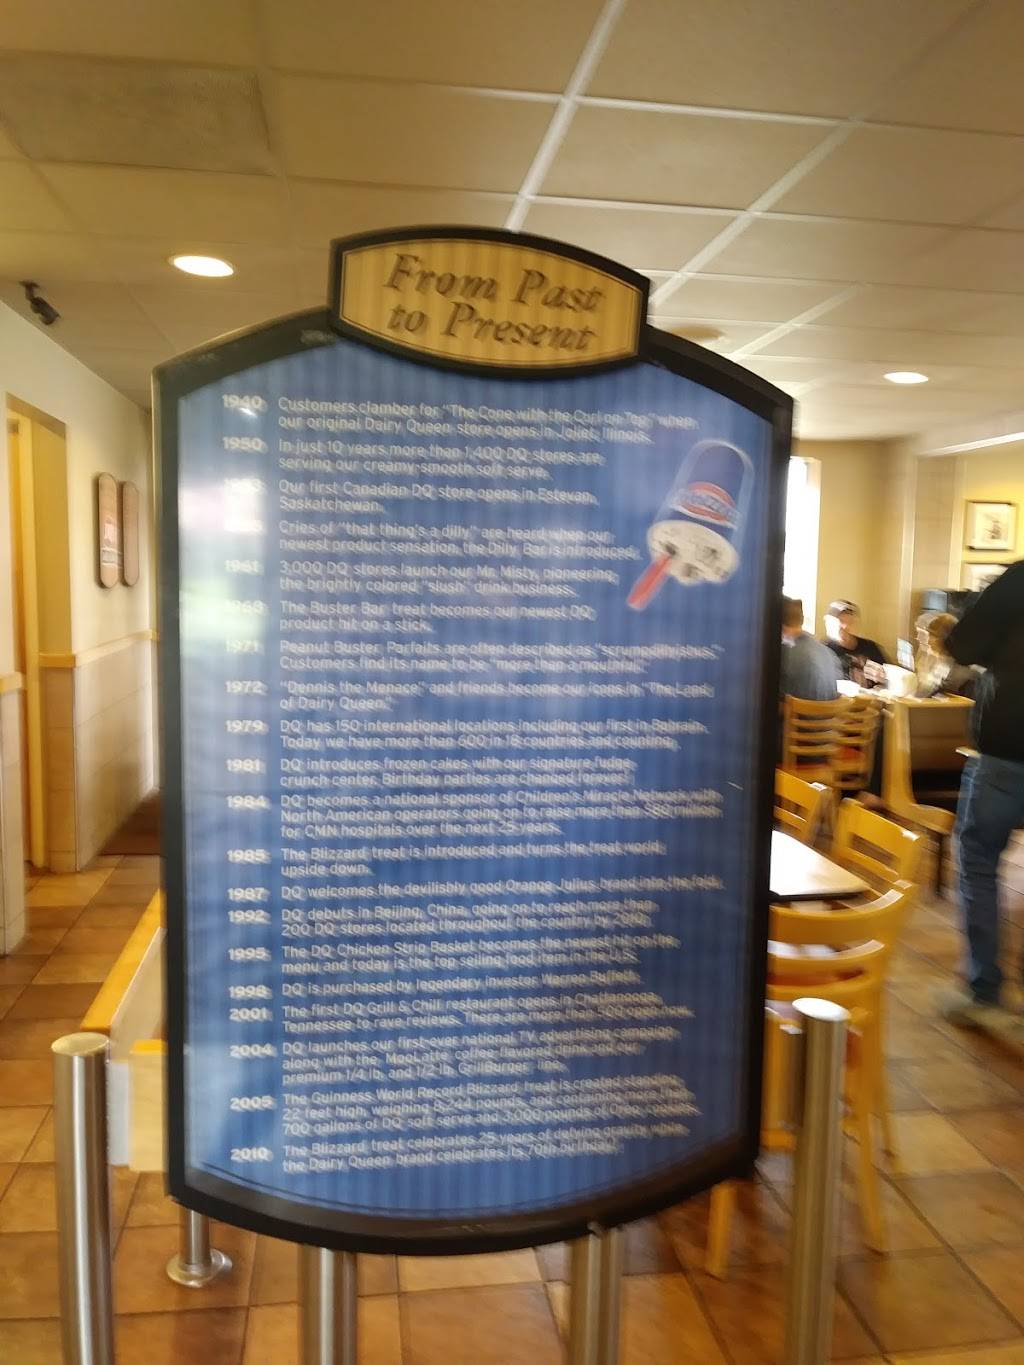 From Past
to Present
1940 Customers clamber for "The Cone with the Curl on Top," when
our original Dairy Queen store opens in Joliet, Illinois.
1950 In just 10 years more than 1,400 DQ stores are
serving our creamy-smooth soft serve.
Our first Canadian DQ store opens in Estevan,
Saskatchewan.
Cries of "that thing's a dilly" are heard when our
newest product sensation, the Dilly Bar is introduced.
1961 3,000 DQ stores launch our Mr. Misty, pioneering
the brightly colored "slush" drink business.
The Buster Bar treat becomes our newest DQ
product hit on a stick.
1971 Peanut Buster Parfaits are often described as "scrumpdillyishus."
Customers find its name to be "more than a mouthful."
1972 "Dennis the Menace" and friends become our icons in "The Land
of Dairy Queen."
1979 DQ has 150 international locations including our first in Bahrain.
Today we have more than 600 in 18 countries and counting.
1981 DQ introduces frozen cakes with our signature fudge
crunch center. Birthday parties are changed forever!
1984 DQ becomes a national sponsor of Children's Miracle Network with
North American operators going on to raise more than million
for CMN hospitals over the next 25 years.
1985 The Blizzard treat is introduced and turns the treat world
upside down.
1987 DQ welcomes the devilishly good Orange Julius brand into the fold.
1992 DQ debuts in Beijing, China, going on to reach more than
200 DQ stores located throughout the country by 2010.
1995 The DQ Chicken Strip Basket becomes the newest hit on the
menu and today is the top selling food item in the U.S.
1998 DQ is purchased by legendary investor Warren Buffett.
2001 The first DQ Grill & Chill restaurant opens in Chattanooga,
Tennessee to rave reviews. There are more than 500 open now.
2004 DQ launches our first-ever national TV advertising campaign
along with the MooLatte coffee-flavored drink and our
premium 1/4 lb. and 1/2 lb. GrillBurger line.
2005 The Guinness World Record Blizzard treat is created standing
22 feet high, weighing 8,224 pounds, and containing more than
700 gallons of DQ soft serve and 3,000 pounds of Oreo cookies.
2010 The Blizzard treat celebrates 25 years of defying gravity while
the Dairy Queen brand celebrates its 70th birthday!